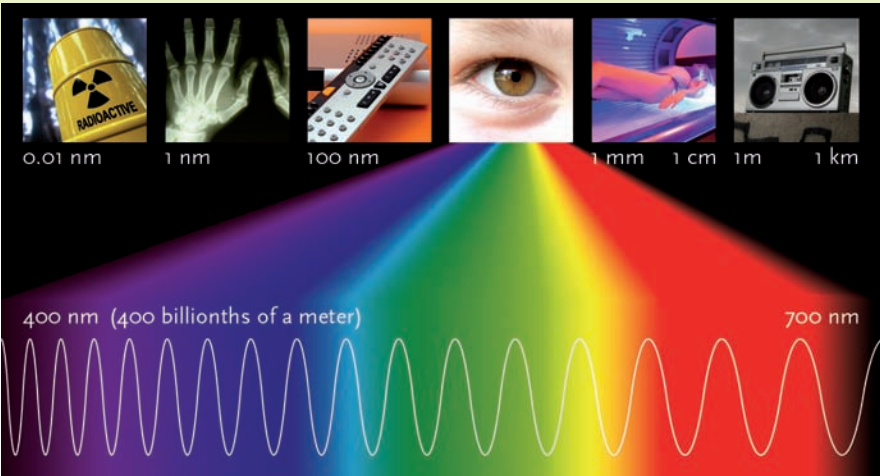 RADIOACTIVE
0.01 nm 1 nm 100 nm 1 mm 1 cm 1m 1 km
400 nm (400 billionths of a meter) 700 nm